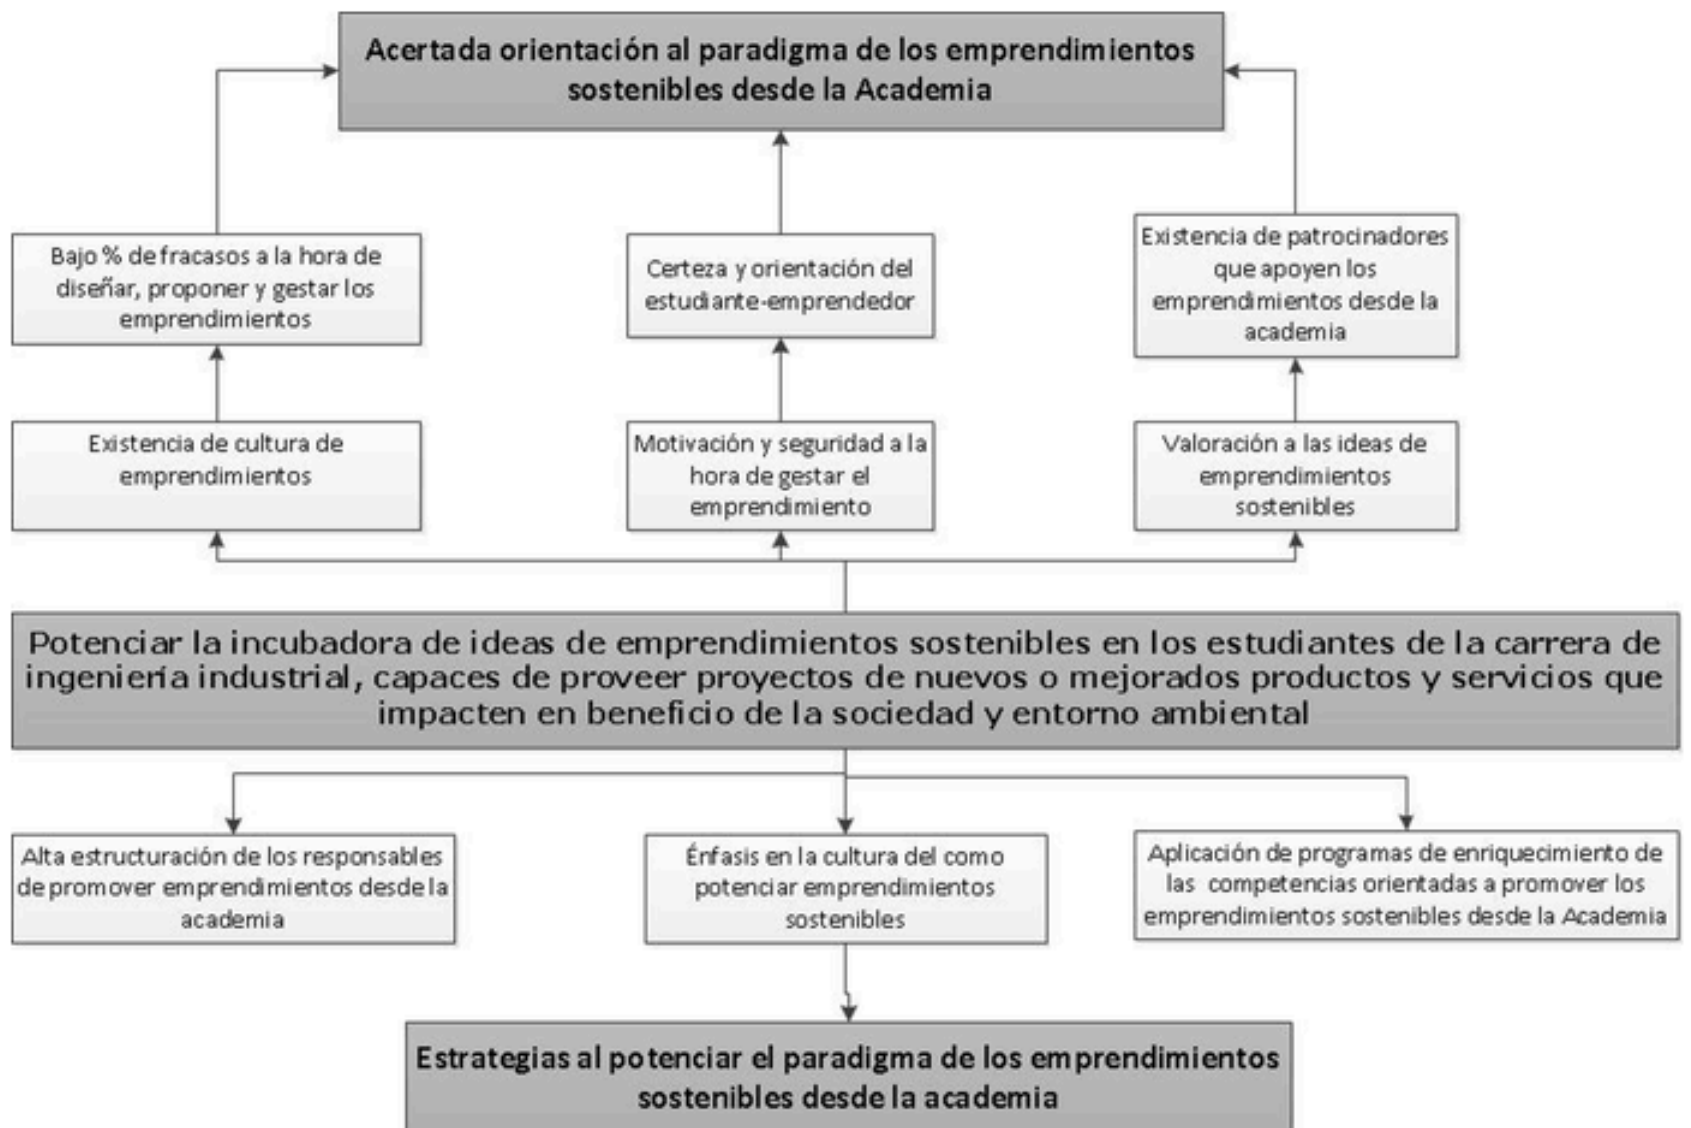 Acertada orientación al paradigma de los emprendimientos
sostenibles desde la Academia
Bajo % de fracasos a la hora de
diseñar, proponer y gestar los
emprendimientos
Certeza y orientación del
estudiante-emprendedor
Existencia de patrocinadores
que apoyen los
emprendimientos desde la
academia
Existencia de cultura de
emprendimientos
Motivación y seguridad a la
hora de gestar el
emprendimiento
Valoración a las ideas de
emprendimientos
sostenibles
Potenciar la incubadora de ideas de emprendimientos sostenibles en los estudiantes de la carrera de
ingeniería industrial, capaces de proveer proyectos de nuevos o mejorados productos y servicios que
impacten en beneficio de la sociedad y entorno ambiental
Alta estructuración de los responsables
de promover emprendimientos desde la
academia
Énfasis en la cultura del como
potenciar emprendimientos
sostenibles
Aplicación de programas de enriquecimiento de
las competencias orientadas a promover los
emprendimientos sostenibles desde la Academia
Estrategias al potenciar el paradigma de los emprendimientos
sostenibles desde la academia